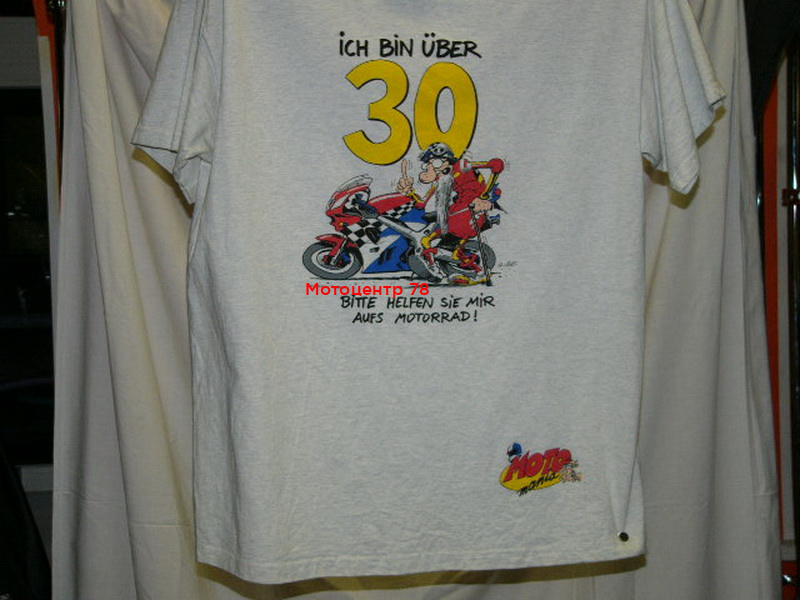 ICH BIN ÜBER
30
Мотоцентр 78
BITTE HELFEN SIE MIR
AUFS MOTORRAD!
MOTO
mania